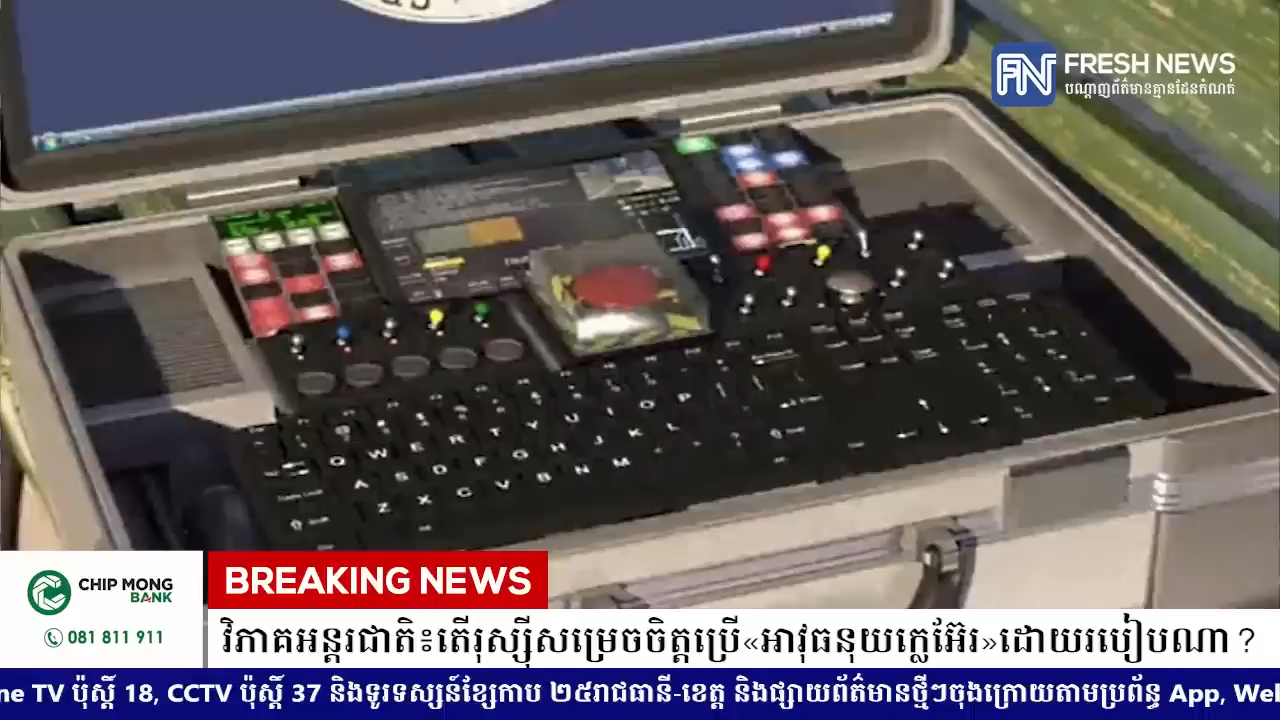 FRESH NEWS
បណ្ដាញព័ត៌មានគ្មានដែនកំណត់
Q W E R T Y U I O P
A S D F G H J K L
Z X C V B N M
CHIP MONG
BANK
081 811 911
BREAKING NEWS
វិភាគអន្តរជាតិ៖តើរុស្ស៊ីសម្រេចចិត្តប្រើ«អាវុធនុយក្លេអ៊ែរ»ដោយរបៀបណា ?
ne TV ប៉ុស្តិ៍ 18, CCTV ប៉ុស្តិ៍ 37 និងទូរទស្សន៍ខ្សែកាប ២៥រាជធានី-ខេត្ត និងផ្សាយព័ត៌មានថ្មីៗចុងក្រោយតាមប្រព័ន្ធ App, Wel